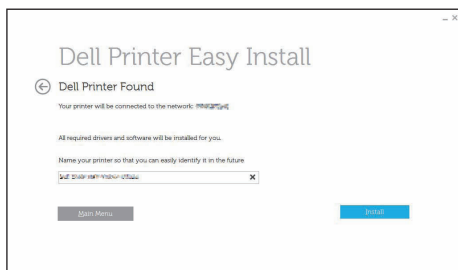 Dell Printer Easy Install
Dell Printer Found
Your printer will be connected to the network:
All required drivers and software will be installed for you.
Name your printer so that you can easily identify it in the future
Main Menu
Install